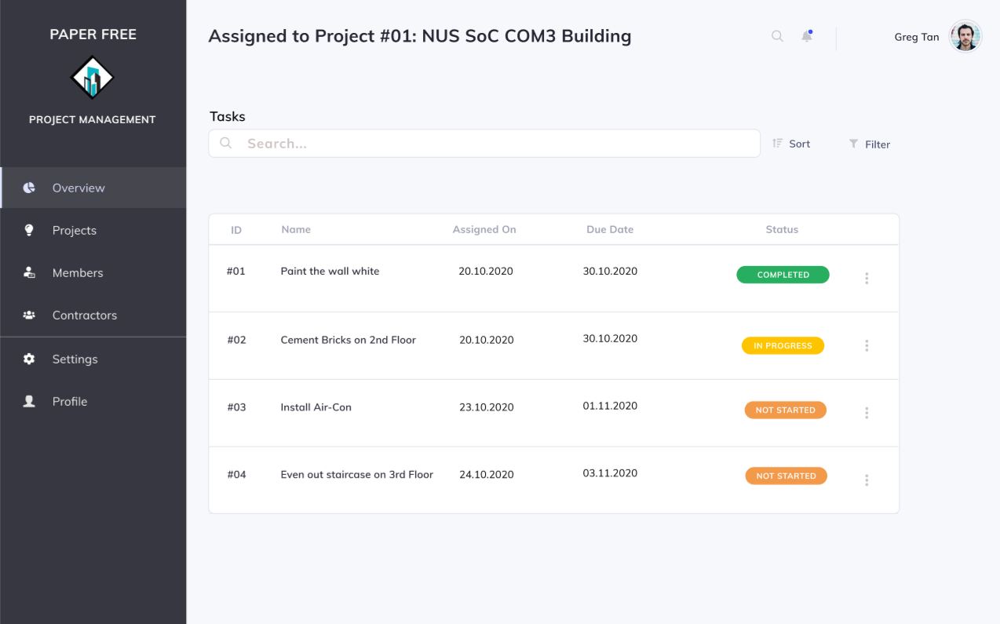 PAPER FREE
PROJECT MANAGEMENT
Overview
Projects
Members
Contractors
Settings
Profile
Assigned to Project #01: NUS SoC COM3 Building
Greg Tan
Tasks
Search...
Sort
Filter
ID Name Assigned On Due Date Status
#01 Paint the wall white 20.10.2020 30.10.2020 COMPLETED
#02 Cement Bricks on 2nd Floor 20.10.2020 30.10.2020 IN PROGRESS
#03 Install Air-Con 23.10.2020 01.11.2020 NOT STARTED
#04 Even out staircase on 3rd Floor 24.10.2020 03.11.2020 NOT STARTED